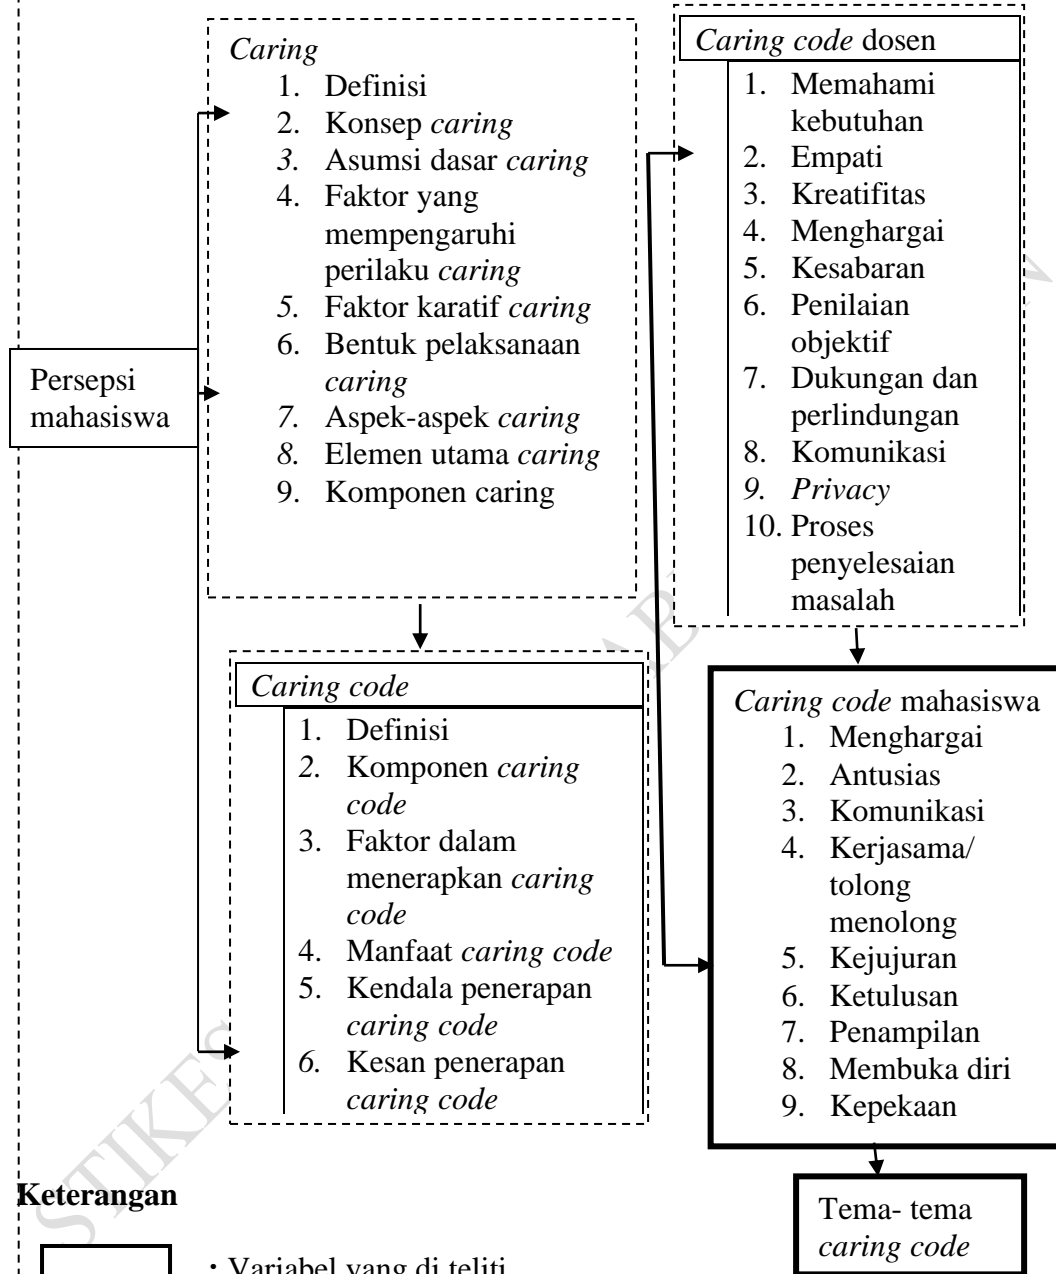 Persepsi
mahasiswa
Caring
1. Definisi
2. Konsep caring
3. Asumsi dasar caring
4. Faktor yang
mempengaruhi
perilaku caring
5. Faktor karatif caring
6. Bentuk pelaksanaan
caring
7. Aspek-aspek caring
8. Elemen utama caring
9. Komponen caring
Caring code
1. Definisi
2. Komponen caring
code
3. Faktor dalam
menerapkan caring
code
4. Manfaat caring code
5. Kendala penerapan
caring code
6. Kesan penerapan
caring code
Caring code dosen
1. Memahami
kebutuhan
2. Empati
3. Kreatifitas
4. Menghargai
5. Kesabaran
6. Penilaian
objektif
7. Dukungan dan
perlindungan
8. Komunikasi
9. Privacy
10. Proses
penyelesaian
masalah
Caring code mahasiswa
1. Menghargai
2. Antusias
3. Komunikasi
4. Kerjasama/
tolong
menolong
5. Kejujuran
6. Ketulusan
7. Penampilan
8. Membuka diri
9. Kepekaan
Tema- tema
caring code
Keterangan
: Variabel yang di teliti
STIKES